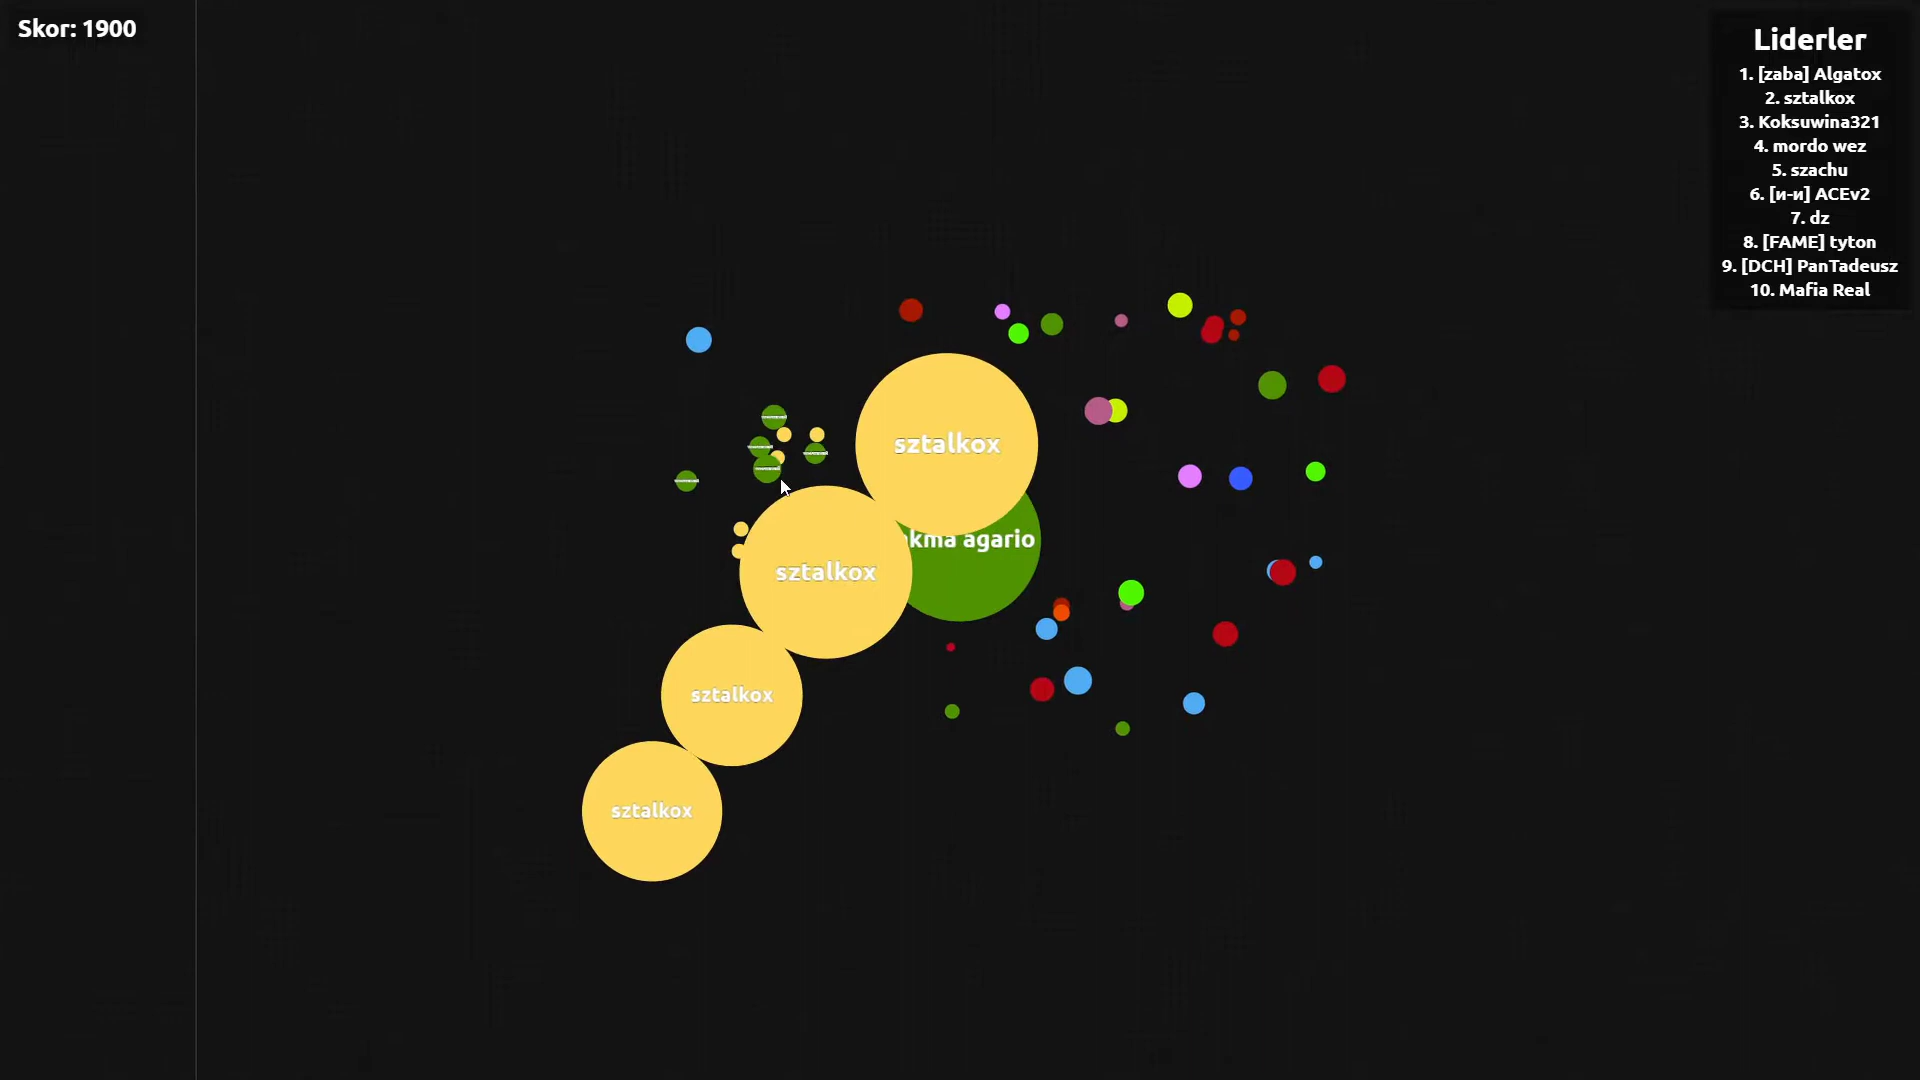 Skor: 1900
Liderler
1. [zaba] Algatox
2. sztalkox
3. Koksuwina321
4. mordo wez
5. szachu
6. [и-и] ACEv2
7. dz
8. [FAME] tyton
9. [DCH] PanTadeusz
10. Mafia Real
sztalkox
agario
sztalkox
sztalkox
sztalkox